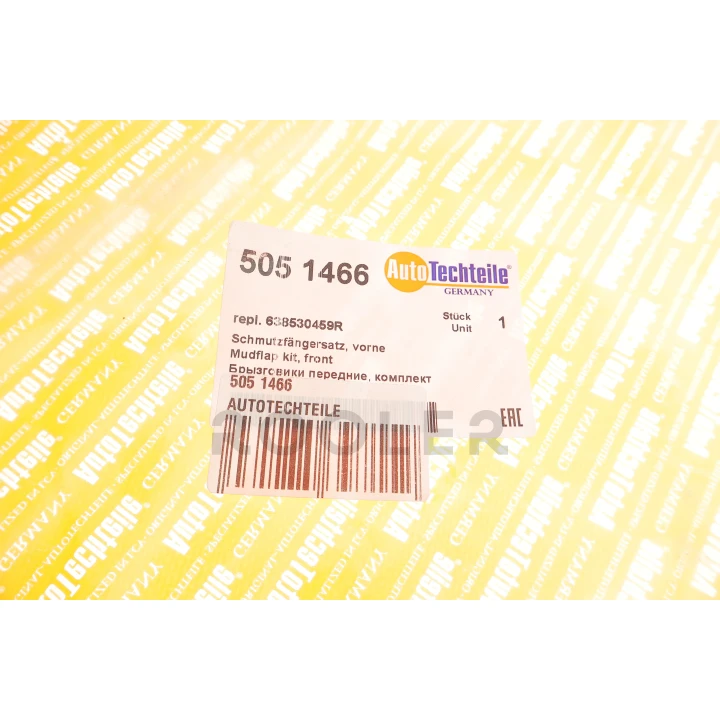 505 1466
AutoTechteile®
GERMANY
repl. 638530459R
Stück
Unit 1
Schmutzfängersatz, vorne
Mudflap kit, front
Брызговики передние, комплект
505 1466
AUTOTECHTEILE
EAC
ROOLER